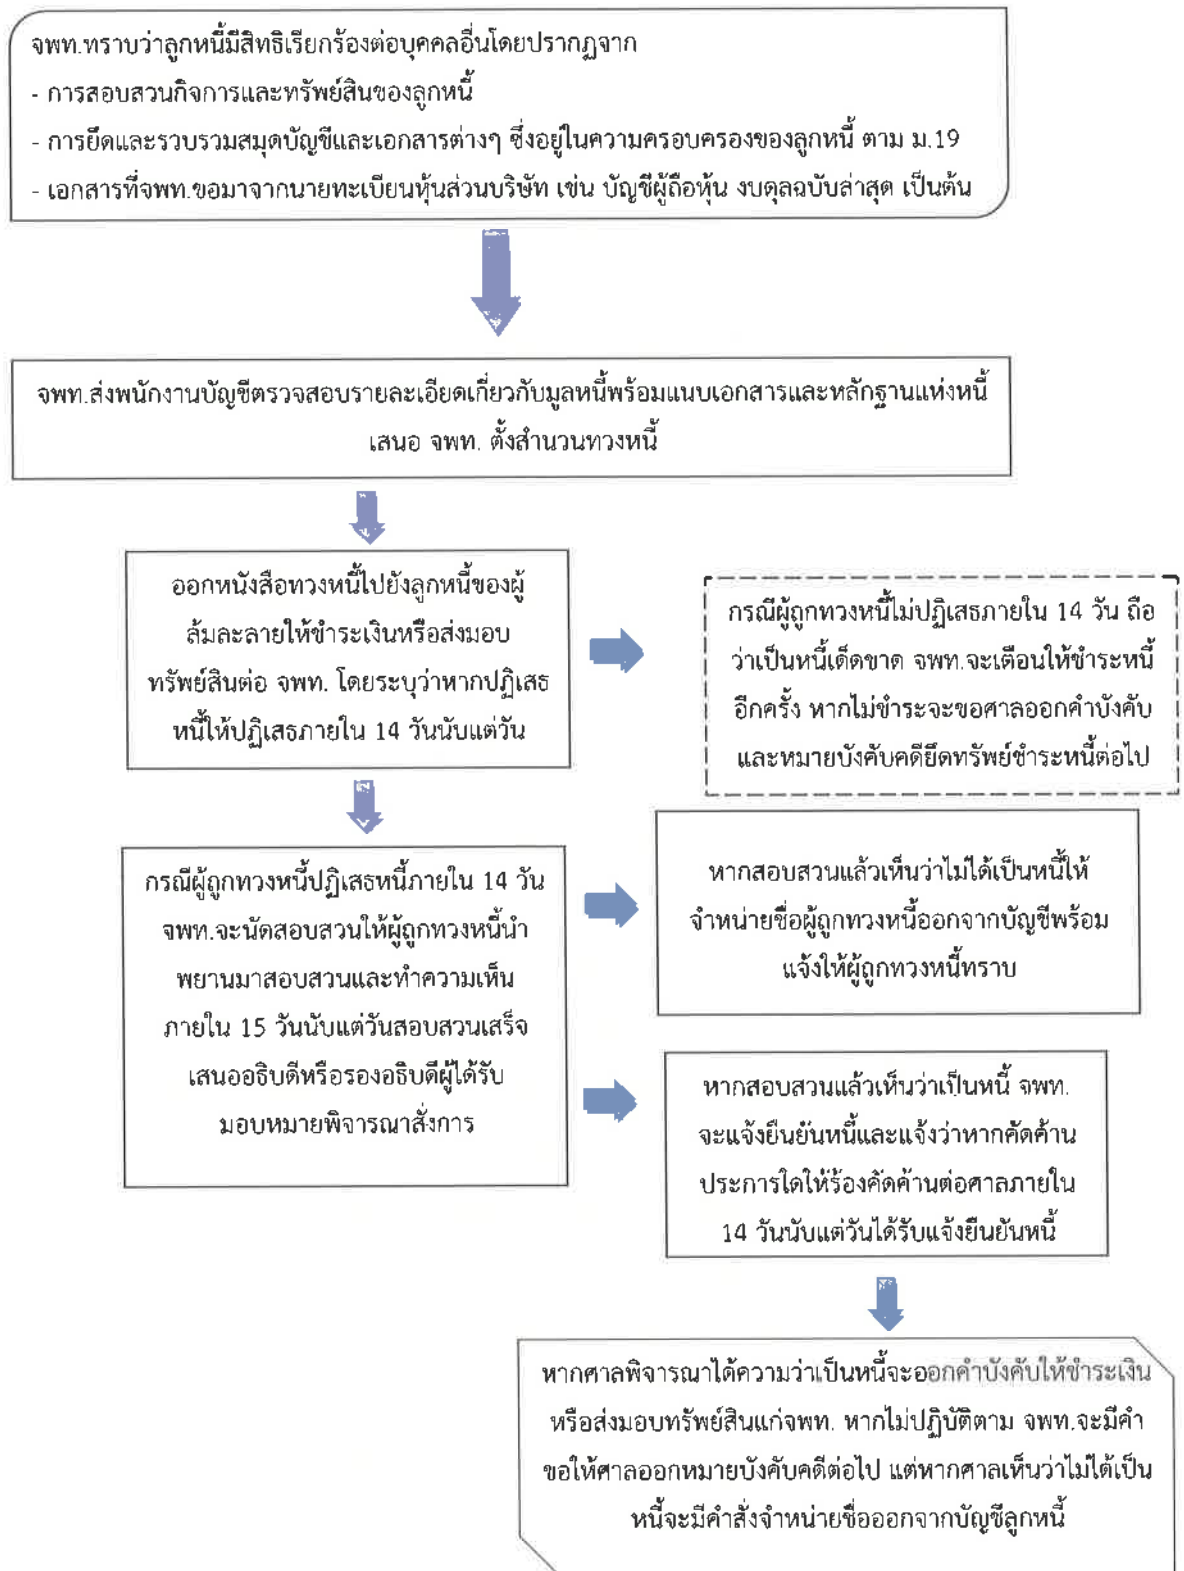 จพท.ทราบว่าลูกหนี้มีสิทธิเรียกร้องต่อบุคคลอื่นโดยปรากฏจาก
- การสอบสวนกิจการและทรัพย์สินของลูกหนี้
- การยึดและรวบรวมสมุดบัญชีและเอกสารต่างๆ ซึ่งอยู่ในความครอบครองของลูกหนี้ ตาม ม.19
- เอกสารที่จพท.ขอมาจากนายทะเบียนหุ้นส่วนบริษัท เช่น บัญชีผู้ถือหุ้น งบดุลฉบับล่าสุด เป็นต้น
จพท.ส่งพนักงานบัญชีตรวจสอบรายละเอียดเกี่ยวกับมูลหนี้พร้อมแนบเอกสารและหลักฐานแห่งหนี้
เสนอ จพท. ตั้งสำนวนทวงหนี้
ออกหนังสือทวงหนี้ไปยังลูกหนี้ของผู้
ล้มละลายให้ชำระเงินหรือส่งมอบ
ทรัพย์สินต่อ จพท. โดยระบุว่าหากปฏิเสธ
หนี้ให้ปฏิเสธภายใน 14 วันนับแต่วัน
กรณีผู้ถูกทวงหนี้ไม่ปฏิเสธภายใน 14 วัน ถือ
ว่าเป็นหนี้เด็ดขาด จพท.จะเตือนให้ชำระหนี้
อีกครั้ง หากไม่ชำระจะขอศาลออกคำบังคับ
และหมายบังคับคดียึดทรัพย์ชำระหนี้ต่อไป
กรณีผู้ถูกทวงหนี้ปฏิเสธหนี้ภายใน 14 วัน
จพท.จะนัดสอบสวนให้ผู้ถูกทวงหนี้นำ
พยานมาสอบสวนและทำความเห็น
ภายใน 15 วันนับแต่วันสอบสวนเสร็จ
เสนออธิบดีหรือรองอธิบดีผู้ได้รับ
มอบหมายพิจารณาสั่งการ
หากสอบสวนแล้วเห็นว่าไม่ได้เป็นหนี้ให้
จำหน่ายชื่อผู้ถูกทวงหนี้ออกจากบัญชีพร้อม
แจ้งให้ผู้ถูกทวงหนี้ทราบ
หากสอบสวนแล้วเห็นว่าเป็นหนี้ จพท.
จะแจ้งยืนยันหนี้และแจ้งว่าหากคัดค้าน
ประการใดให้ร้องคัดค้านต่อศาลภายใน
14 วันนับแต่วันได้รับแจ้งยืนยันหนี้
หากศาลพิจารณาได้ความว่าเป็นหนี้จะออกคำบังคับให้ชำระเงิน
หรือส่งมอบทรัพย์สินแก่จพท. หากไม่ปฏิบัติตาม จพท.จะมีคำ
ขอให้ศาลออกหมายบังคับคดีต่อไป แต่หากศาลเห็นว่าไม่ได้เป็น
หนี้จะมีคำสั่งจำหน่ายชื่อออกจากบัญชีลูกหนี้